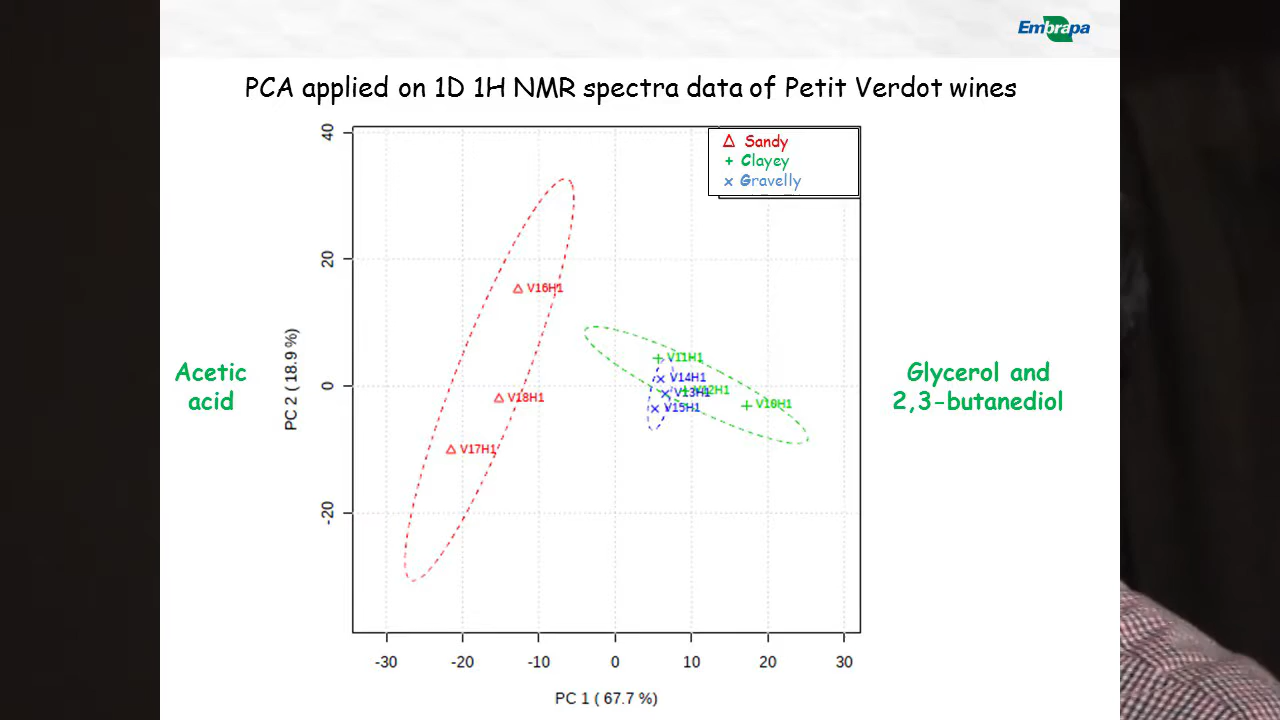 Embrapa
PCA applied on 1D 1H NMR spectra data of Petit Verdot wines
Sandy
Clayey
Gravelly
40
20
0
-20
PC 2 ( 18.9 %)
V16H1
V18H1
V17H1
V11H1
V14H1
V12H1
V13H1
V15H1
V10H1
Acetic
acid
Glycerol and
2,3-butanediol
-30 -20 -10 0 10 20 30
PC 1 ( 67.7 %)